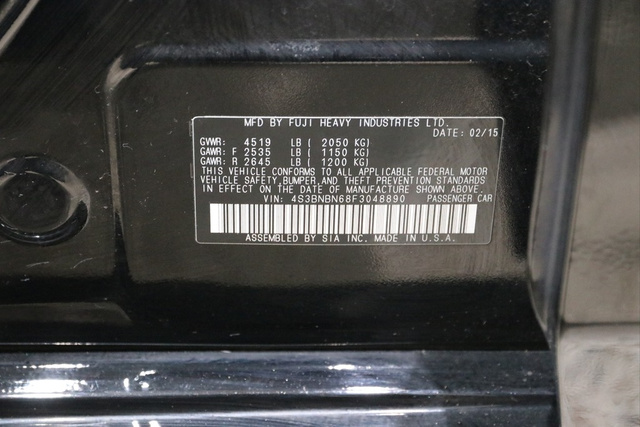 MFD BY FUJI HEAVY INDUSTRIES LTD.
DATE: 02/15
GVWR: 4519 LB ( 2050 KG)
GAWR: F 2535 LB ( 1150 KG)
GAWR: R 2645 LB ( 1200 KG)
THIS VEHICLE CONFORMS TO ALL APPLICABLE FEDERAL MOTOR
VEHICLE SAFETY,BUMPER,AND THEFT PREVENTION STANDARDS
IN EFFECT ON THE DATE OF MANUFACTURE SHOWN ABOVE.
VIN: 4S3BNBN68F3048890 PASSENGER CAR
ASSEMBLED BY SIA INC. MADE IN U.S.A.